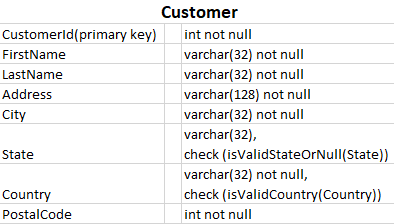 Customer
CustomerId(primary key) int not null
FirstName varchar(32) not null
LastName varchar(32) not null
Address varchar(128) not null
City varchar(32) not null
varchar(32),
State check (isValidStateOrNull(State))
varchar(32) not null,
Country check (isValidCountry(Country))
PostalCode int not null